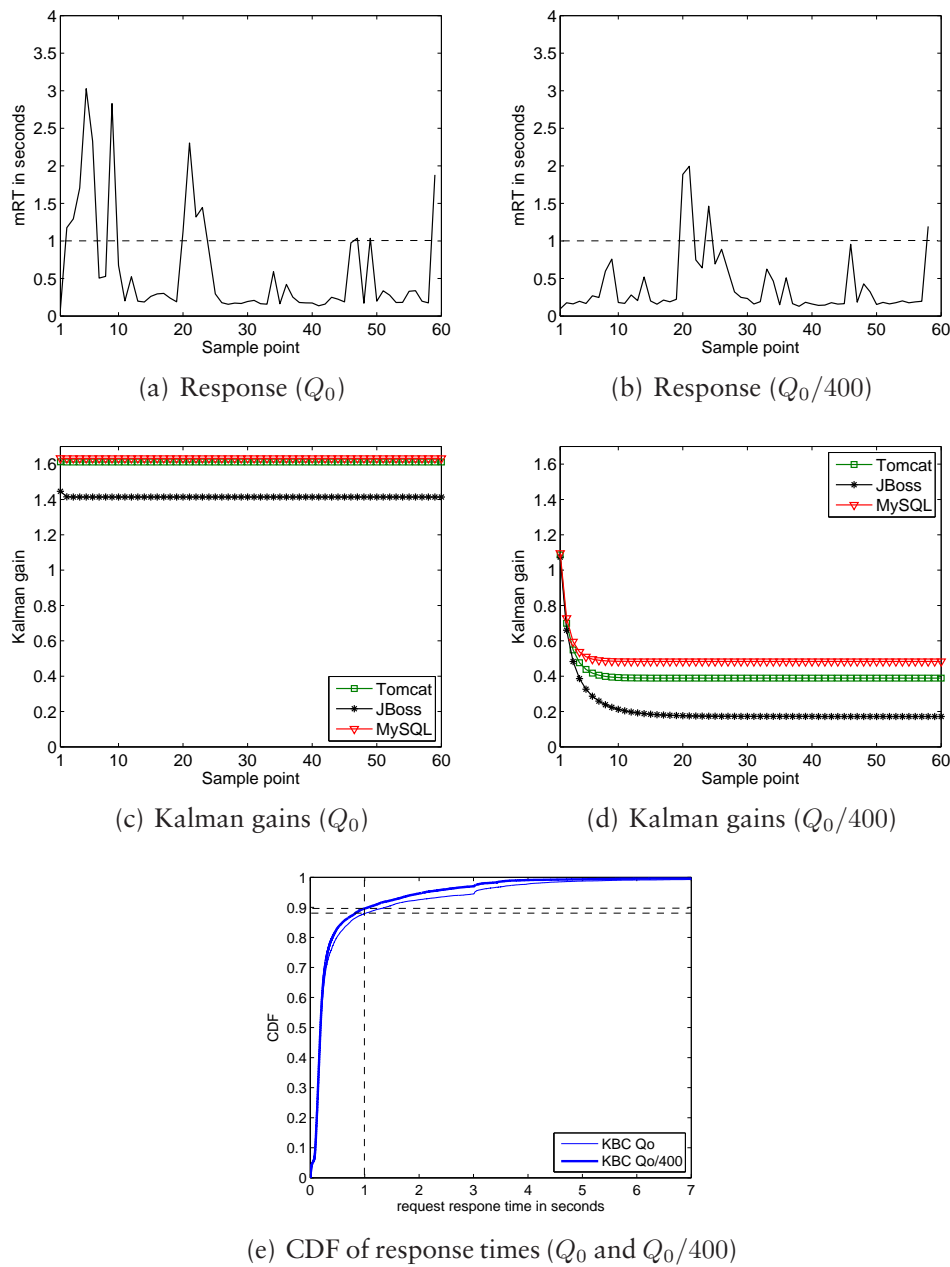 4
3.5
3
2.5
2
1.5
1
0.5
0
1 10 20 30 40 50 60
mRT in seconds
Sample point
(a) Response (Q0)
4
3.5
3
2.5
2
1.5
1
0.5
0
1 10 20 30 40 50 60
mRT in seconds
Sample point
(b) Response (Q0/400)
1.6
1.4
1.2
1
0.8
0.6
0.4
0.2
0
1 10 20 30 40 50 60
Kalman gain
Sample point
Tomcat
JBoss
MySQL
(c) Kalman gains (Q0)
1.6
1.4
1.2
1
0.8
0.6
0.4
0.2
0
1 10 20 30 40 50 60
Kalman gain
Sample point
Tomcat
JBoss
MySQL
(d) Kalman gains (Q0/400)
1
0.9
0.8
0.7
0.6
0.5
0.4
0.3
0.2
0.1
0
0 1 2 3 4 5 6 7
CDF
request respone time in seconds
KBC Qo
KBC Qo/400
(e) CDF of response times (Q0 and Q0/400)